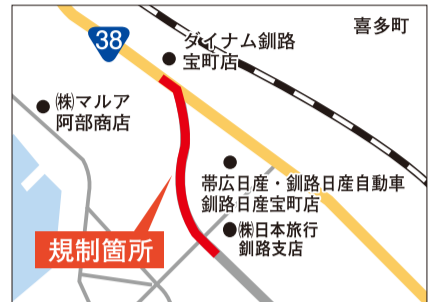 喜多町
38
ダイナム釧路
宝町店
㈱マルア
阿部商店
帯広日産・釧路日産自動車
釧路日産宝町店
㈱日本旅行
釧路支店
規制箇所